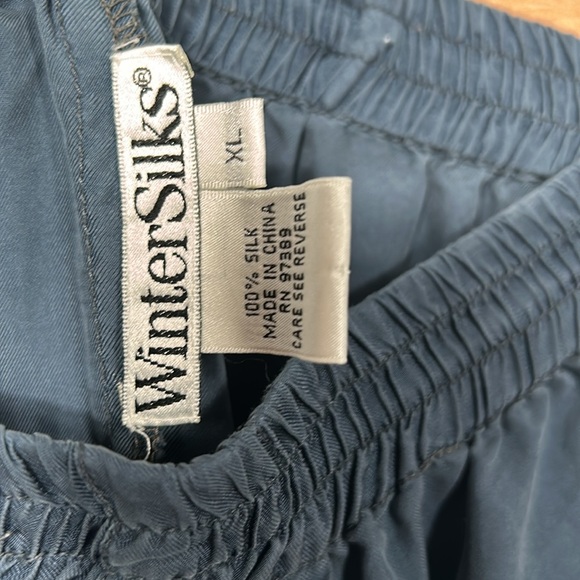 WinterSilks®
XL
100% SILK
MADE IN CHINA
RN 97389
CARE SEE REVERSE